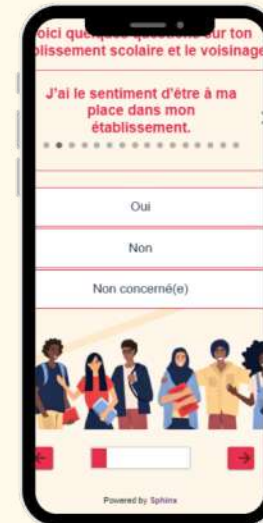 quelques questions sur ton
blissement scolaire et le voisinage
J'ai le sentiment d'être à ma
place dans mon
établissement.
Oui
Non
Non concerné(e)
Powered by Sphinx